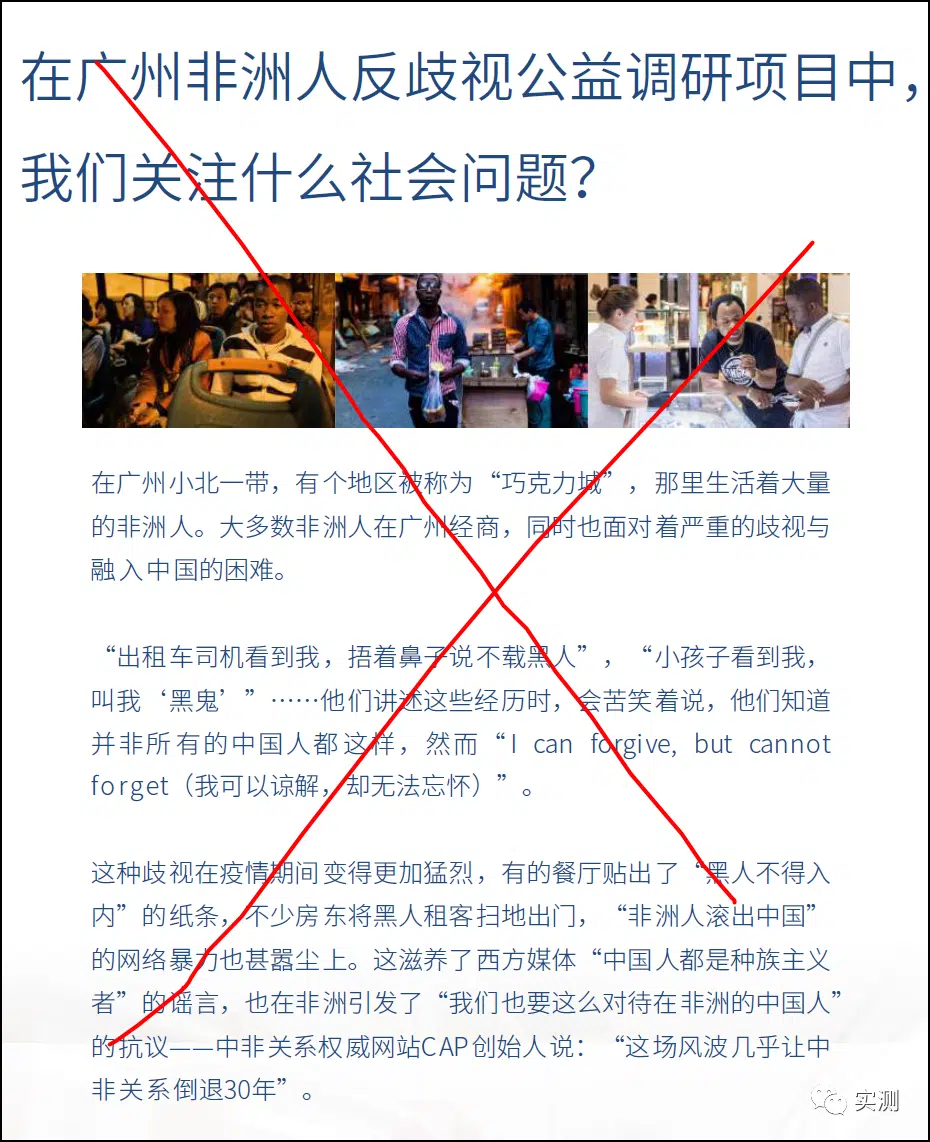 在广州非洲人反歧视公益调研项目中，
我们关注什么社会问题？
在广州小北一带，有个地区被称为“巧克力城”，那里生活着大量
的非洲人。大多数非洲人在广州经商，同时也面对着严重的歧视与
融入中国的困难。
“出租车司机看到我，捂着鼻子说不载黑人”，“小孩子看到我，
叫我‘黑鬼’”……他们讲述这些经历时，会苦笑着说，他们知道
并非所有的中国人都这样，然而“I can forgive, but cannot
forget（我可以谅解，却无法忘怀）”。
这种歧视在疫情期间变得更加猛烈，有的餐厅贴出了“黑人不得入
内”的纸条，不少房东将黑人租客扫地出门，“非洲人滚出中国”
的网络暴力也甚嚣尘上。这滋养了西方媒体“中国人都是种族主义
者”的谣言，也在非洲引发了“我们也要这么对待在非洲的中国人”
的抗议——中非关系权威网站CAP创始人说：“这场风波几乎让中
非关系倒退30年”。
实测